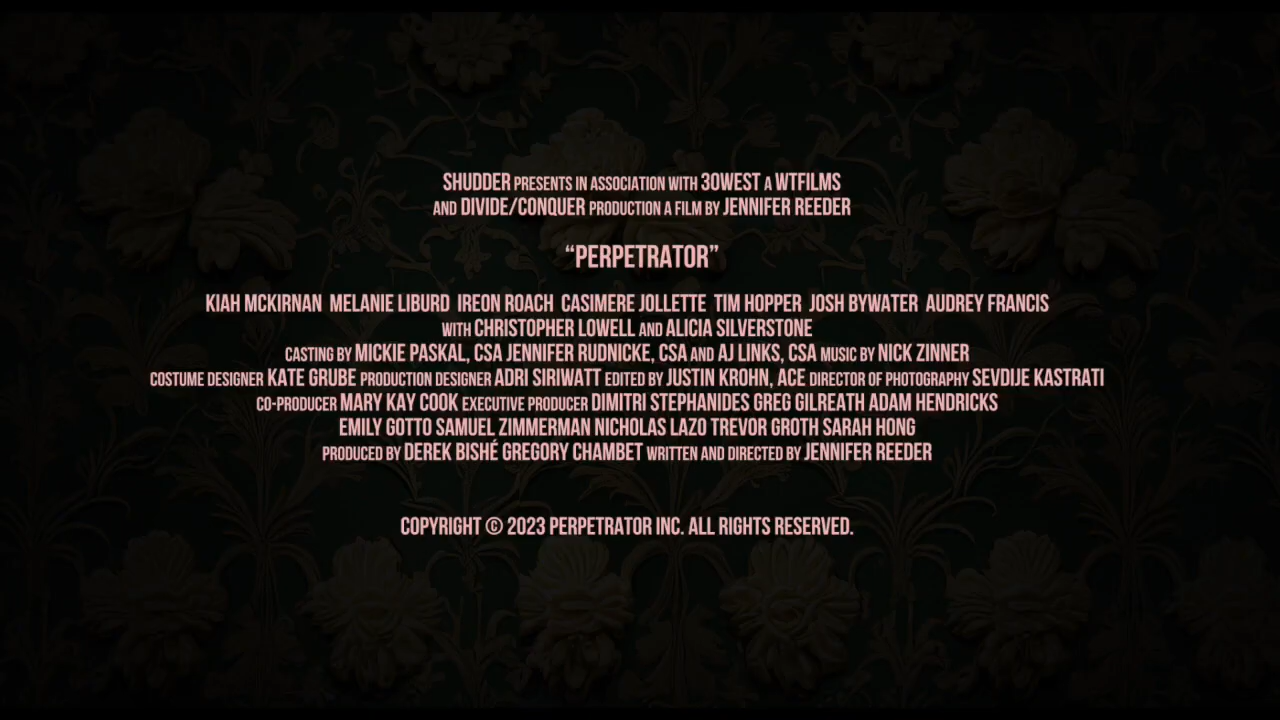 SHUDDER PRESENTS IN ASSOCIATION WITH 30WEST A WTFILMS
AND DIVIDE/CONQUER PRODUCTION A FILM BY JENNIFER REEDER
“PERPETRATOR”
KIAH MCKIRNAN MELANIE LIBURD IREON ROACH CASIMERE JOLLETTE TIM HOPPER JOSH BYWATER AUDREY FRANCIS
WITH CHRISTOPHER LOWELL AND ALICIA SILVERSTONE
CASTING BY MICKIE PASKAL, CSA JENNIFER RUDNICKE, CSA AND AJ LINKS, CSA MUSIC BY NICK ZINNER
COSTUME DESIGNER KATE GRUBE PRODUCTION DESIGNER ADRI SIRIWATT EDITED BY JUSTIN KROHN, ACE DIRECTOR OF PHOTOGRAPHY SEVDIJE KASTRATI
CO-PRODUCER MARY KAY COOK EXECUTIVE PRODUCER DIMITRI STEPHANIDES GREG GILREATH ADAM HENDRICKS
EMILY GOTTO SAMUEL ZIMMERMAN NICHOLAS LAZO TREVOR GROTH SARAH HONG
PRODUCED BY DEREK BISHÉ GREGORY CHAMBET WRITTEN AND DIRECTED BY JENNIFER REEDER
COPYRIGHT © 2023 PERPETRATOR INC. ALL RIGHTS RESERVED.